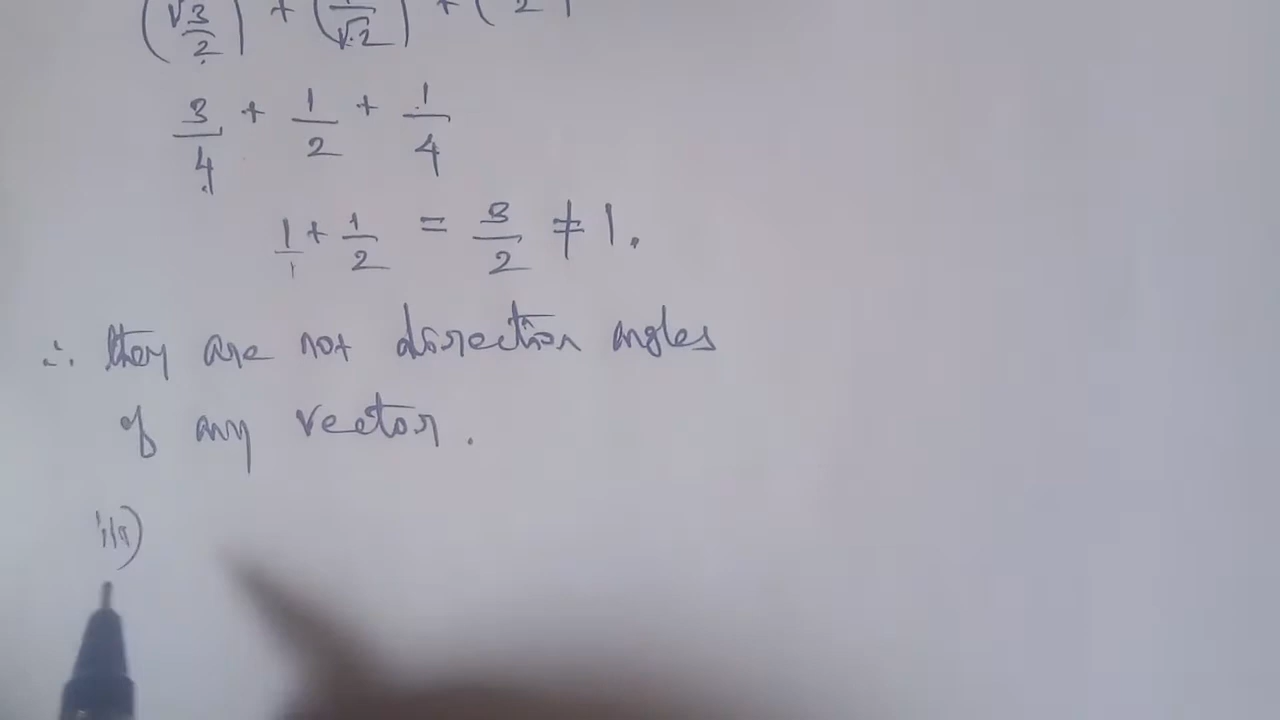 (√3/2) + (1/√2) + ( 2
3/4 + 1/2 + 1/4
1/1 + 1/2 = 3/2 ≠ 1.
∴ they are not direction angles
of any vector.
iii)